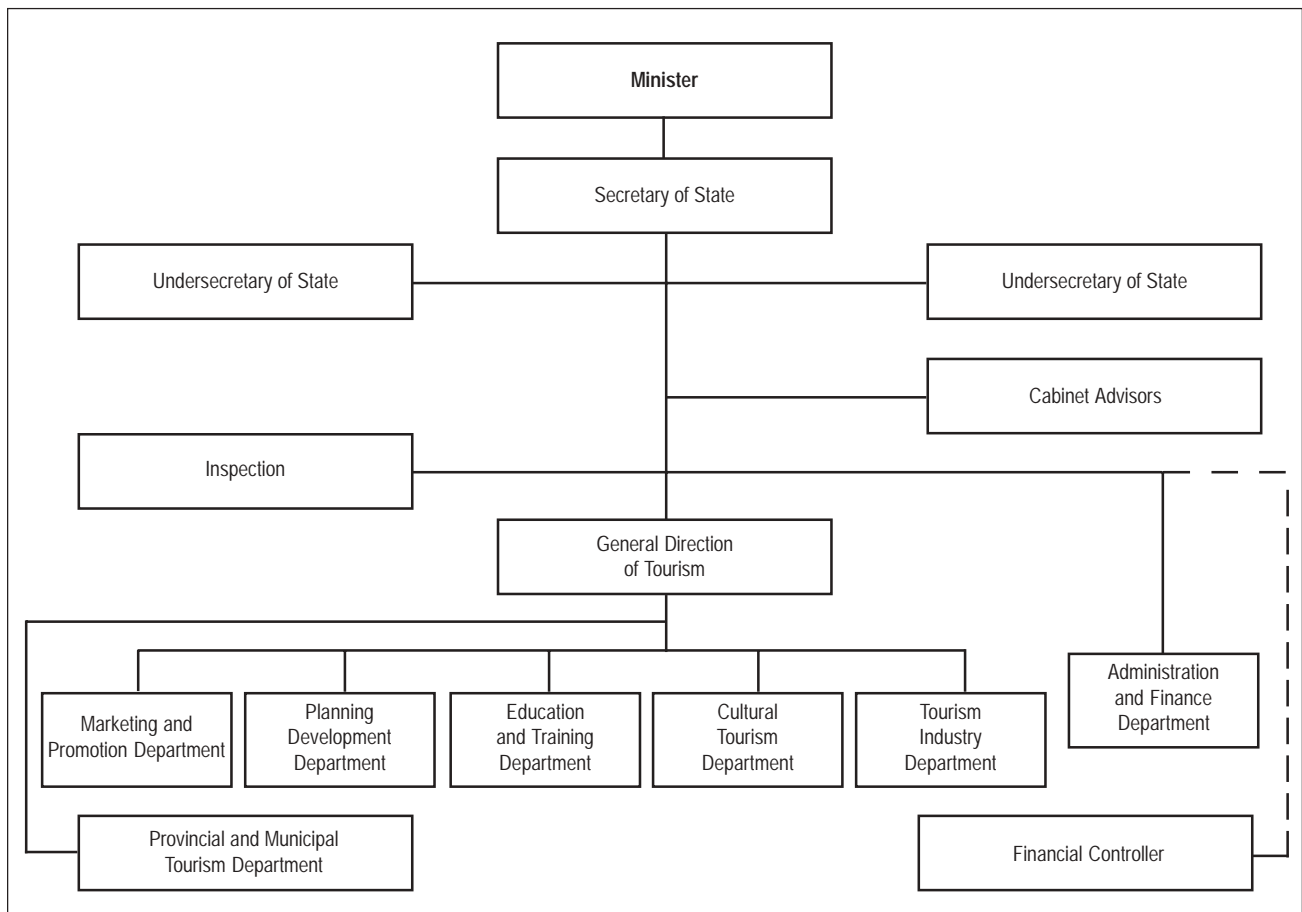 Minister
Secretary of State
Undersecretary of State
Undersecretary of State
Cabinet Advisors
Inspection
General Direction
of Tourism
Marketing and
Promotion Department
Planning
Development
Department
Education
and Training
Department
Cultural
Tourism
Department
Tourism
Industry
Department
Administration
and Finance
Department
Provincial and Municipal
Tourism Department
Financial Controller